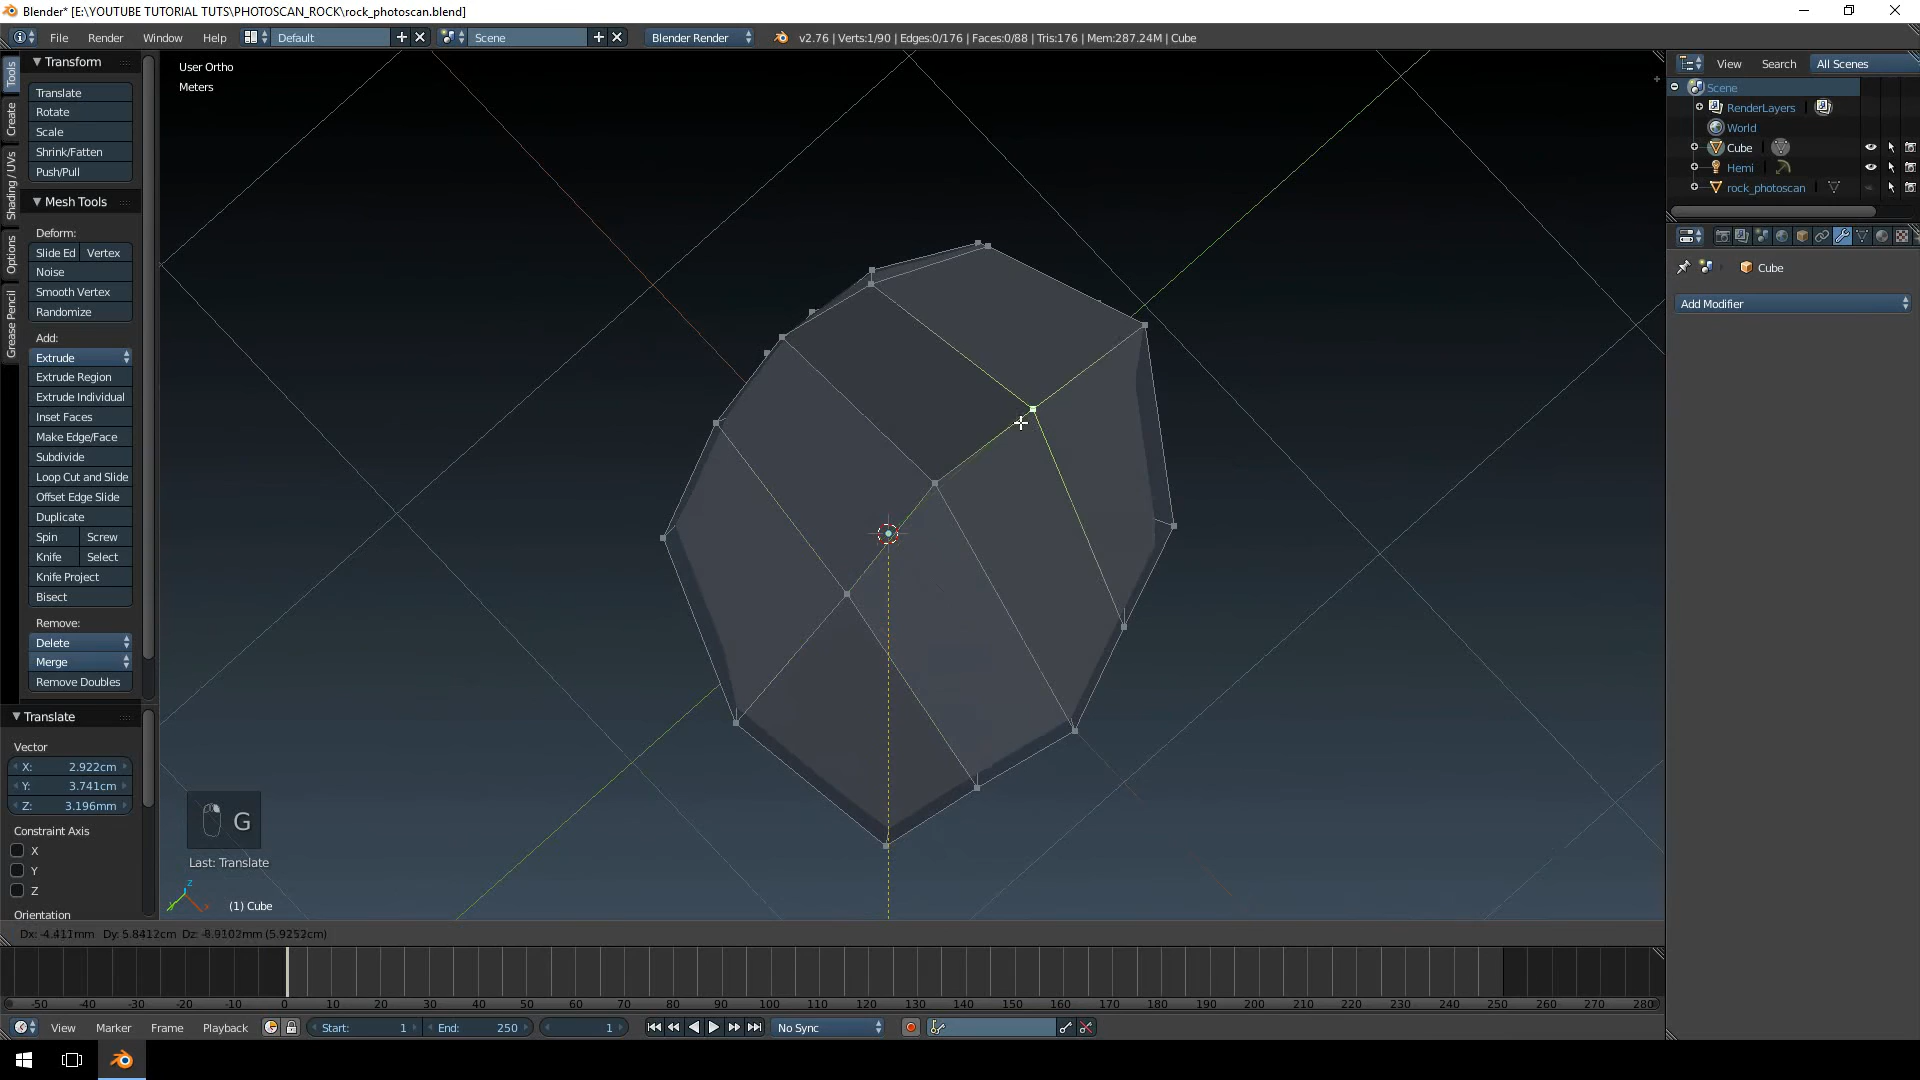 Blender* [E:\YOUTUBE TUTORIAL TUTS\PHOTOSCAN_ROCK\rock_photoscan.blend]
File Render Window Help Default Scene Blender Render v2.76 | Verts:1/90 | Edges:0/176 | Faces:0/88 | Tris:176 | Mem:287.24M | Cube
Tools
Create
Shading / UVs
Options
Grease Pencil
Transform
Translate
Rotate
Scale
Shrink/Fatten
Push/Pull
Mesh Tools
Deform:
Slide Ed Vertex
Noise
Smooth Vertex
Randomize
Add:
Extrude
Extrude Region
Extrude Individual
Inset Faces
Make Edge/Face
Subdivide
Loop Cut and Slide
Offset Edge Slide
Duplicate
Spin Screw
Knife Select
Knife Project
Bisect
Remove:
Delete
Merge
Remove Doubles
Translate
Vector
X: 2.922cm
Y: 3.741cm
Z: 3.196mm
Constraint Axis
X
Y
Z
Orientation
User Ortho
Meters
G
Last: Translate
z
y x
(1) Cube
Dx: -4.411mm Dy: 5.8412cm Dz: -8.9102mm (5.9252cm)
View Search All Scenes
Scene
RenderLayers
World
Cube
Hemi
rock_photoscan
Cube
Add Modifier
-50 -40 -30 -20 -10 0 10 20 30 40 50 60 70 80 90 100 110 120 130 140 150 160 170 180 190 200 210 220 230 240 250 260 270 280
View Marker Frame Playback Start: 1 End: 250 1 No Sync